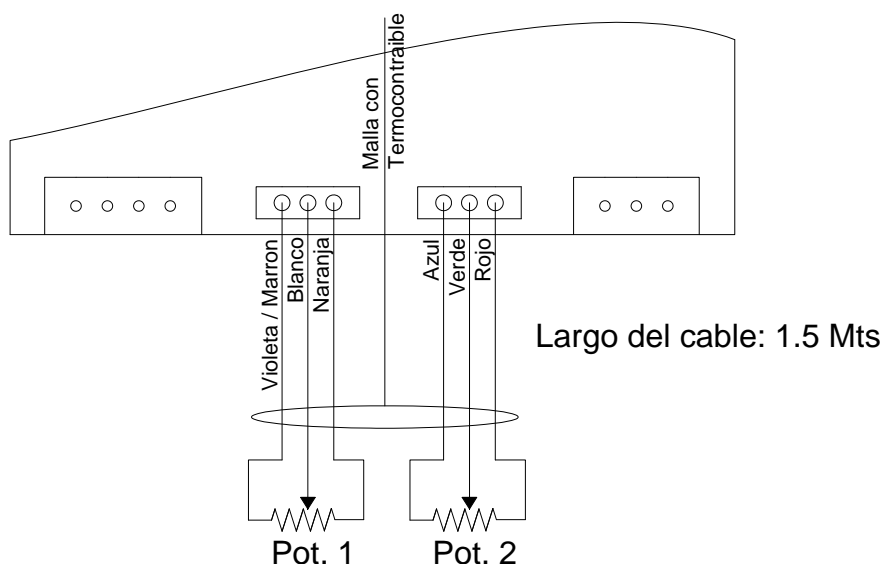 Malla con
Termocontraible
Violeta / Marron
Blanco
Naranja
Azul
Verde
Rojo
Largo del cable: 1.5 Mts
Pot. 1
Pot. 2